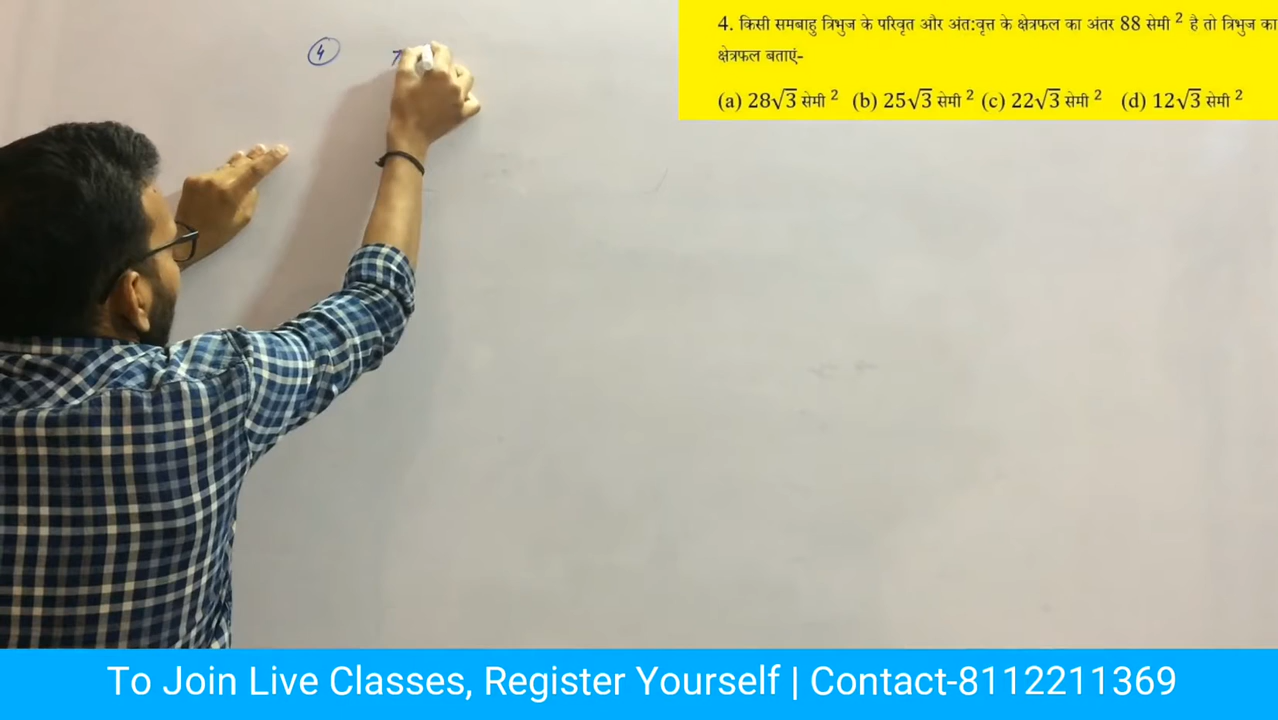 4. किसी समबाहु त्रिभुज के परिवृत और अंत:वृत्त के क्षेत्रफल का अंतर 88 सेमी ² है तो त्रिभुज का
क्षेत्रफल बताएं-
(a) 28√3 सेमी ² (b) 25√3 सेमी ² (c) 22√3 सेमी ² (d) 12√3 सेमी ²
4
To Join Live Classes, Register Yourself | Contact-8112211369